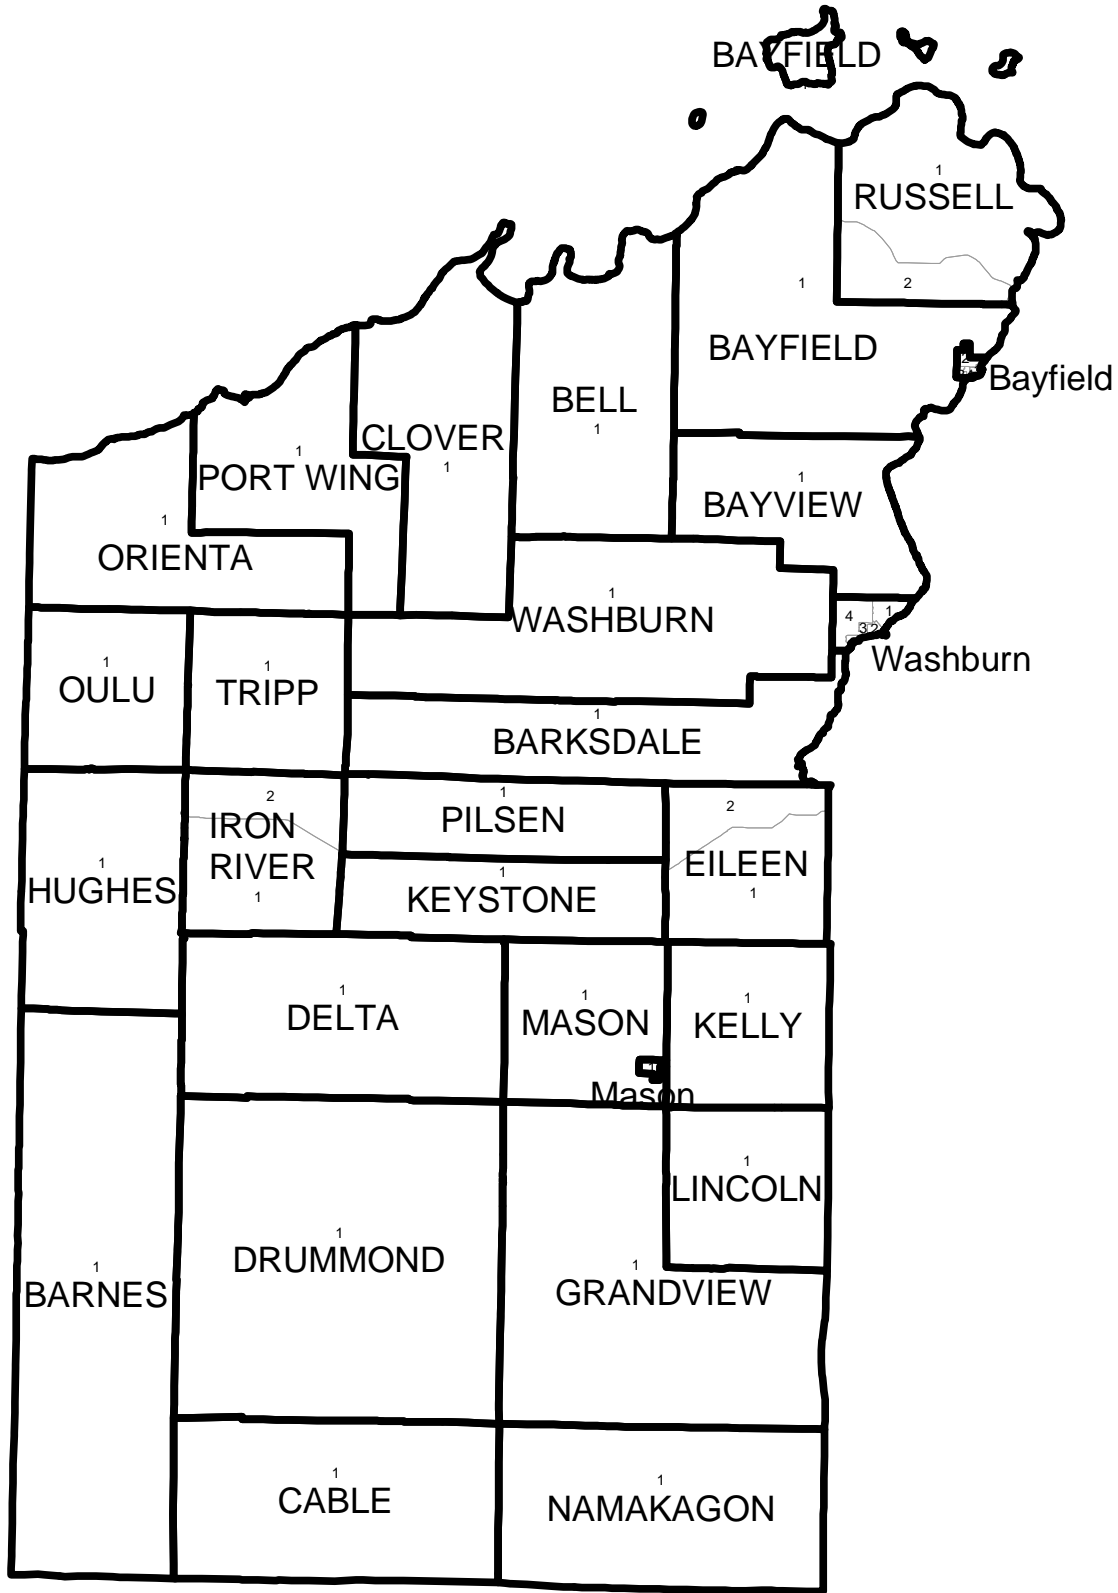 BAYFIELD
1
RUSSELL
2
1
BAYFIELD
2
Bayfield
BELL
1
CLOVER
1
1
PORT WING
1
BAYVIEW
1
ORIENTA
1
WASHBURN
4
1
3
2
Washburn
1
OULU
1
TRIPP
1
BARKSDALE
2
IRON
RIVER
1
1
PILSEN
2
EILEEN
1
1
HUGHES
1
KEYSTONE
1
DELTA
1
MASON
1
KELLY
1
Mason
1
LINCOLN
1
DRUMMOND
1
GRANDVIEW
1
BARNES
1
CABLE
1
NAMAKAGON